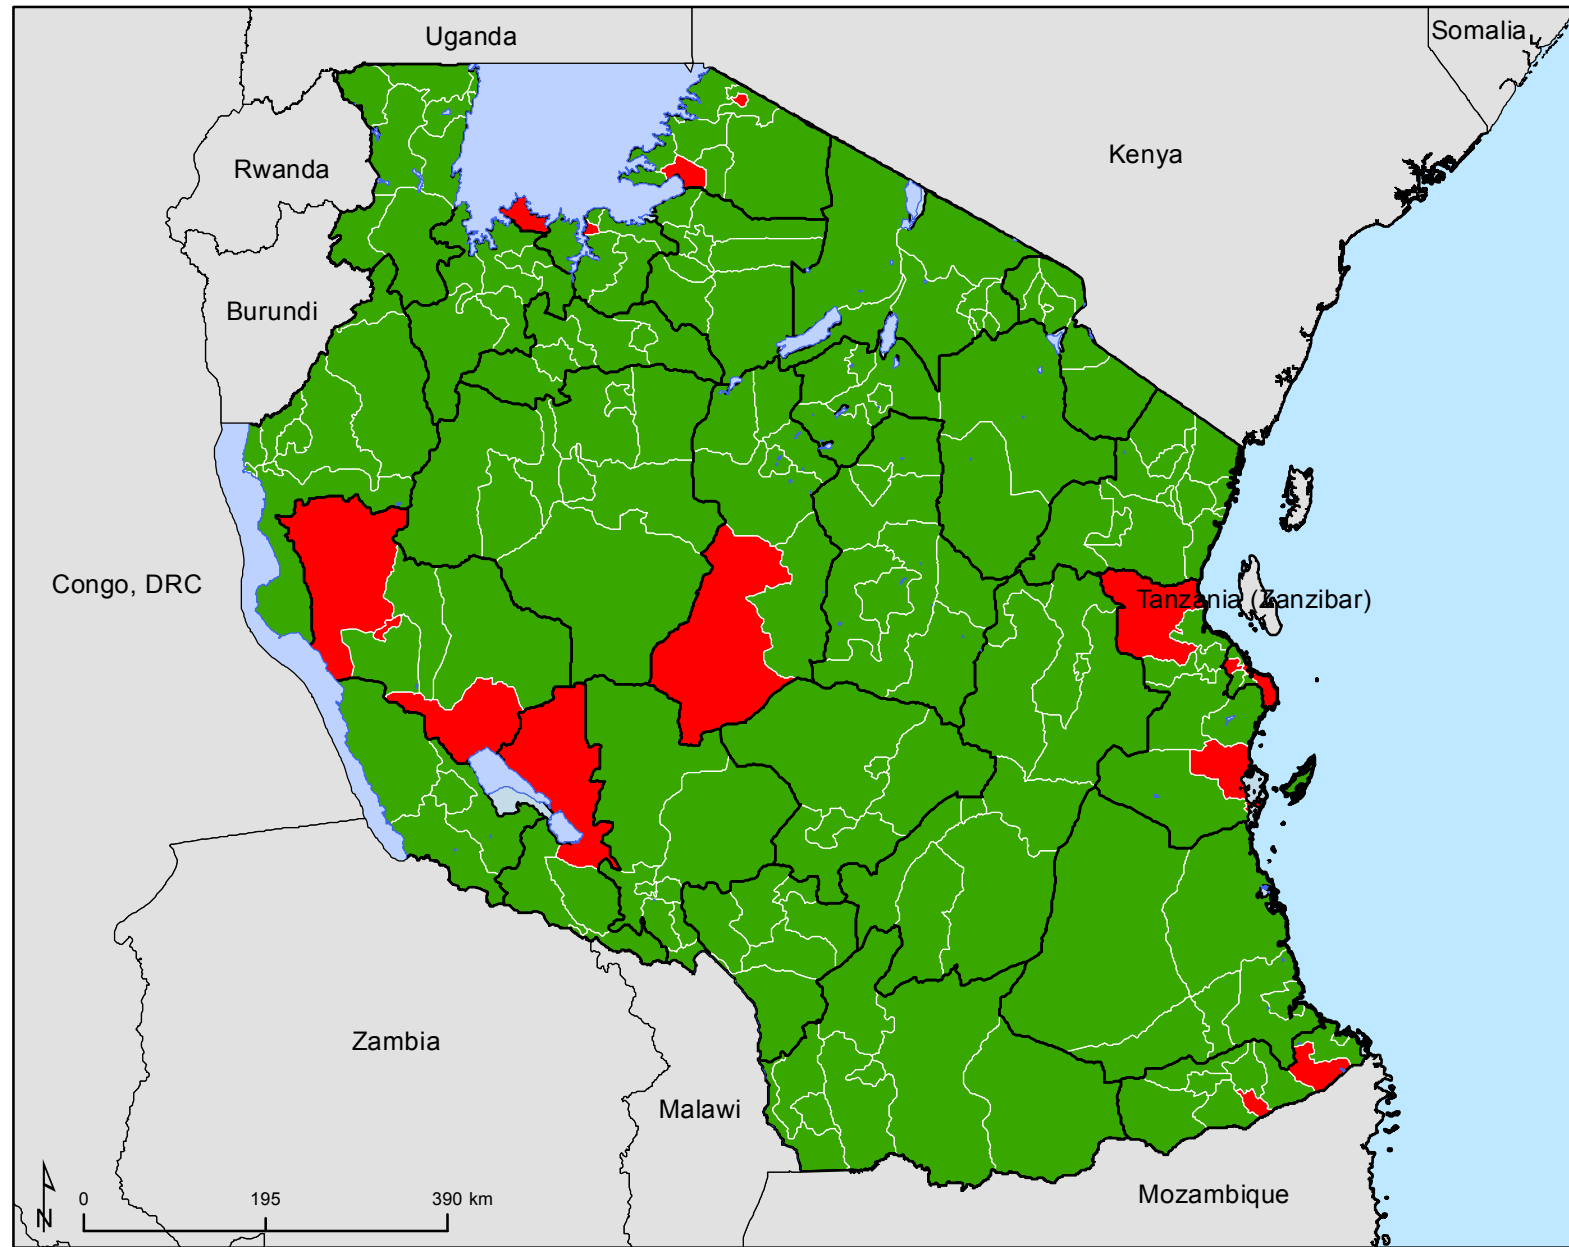 Uganda
Somalia
Kenya
Rwanda
Burundi
Congo, DRC
Tanzania (Zanzibar)
Zambia
Malawi
Mozambique
N
0 195 390 km